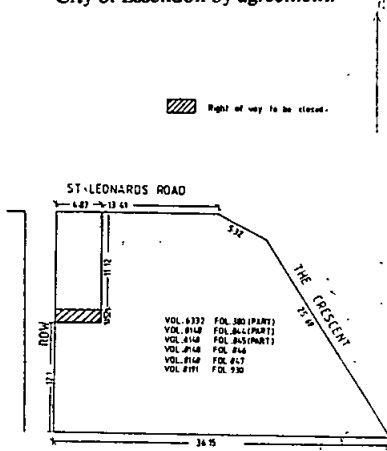 City of Essendon by agreement.
Right of way to be closed.
ST. LEONARDS ROAD
4.87 13.41
5.32
11.12
THE CRESCENT
25.69
ROW
VOL. 6332 FOL. 380 (PART)
VOL. 8148 FOL. 844 (PART)
VOL. 8148 FOL. 845 (PART)
VOL. 8148 FOL 846
VOL. 8148 FOL 847
VOL 8191 FOL 930
36.15